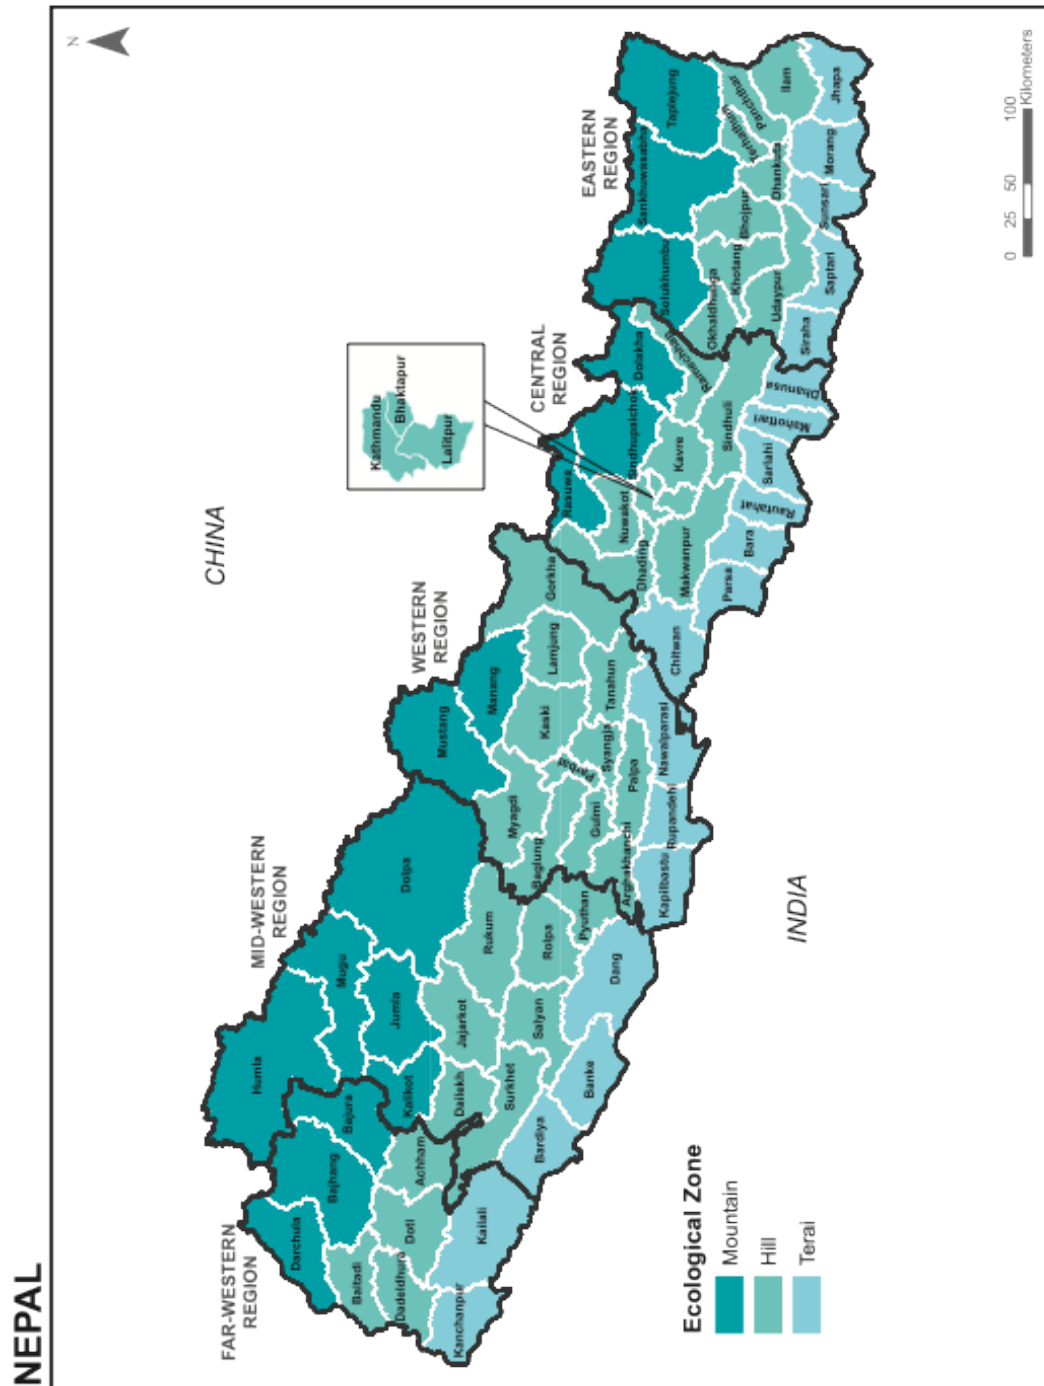 NEPAL
N
CHINA
INDIA
FAR-WESTERN
REGION
MID-WESTERN
REGION
WESTERN
REGION
CENTRAL
REGION
EASTERN
REGION
Darchula
Bajhang
Bajura
Baitadi
Dadeldhura
Doti
Achham
Kanchanpur
Kailali
Humla
Mugu
Dolpa
Jumla
Kalikot
Dailekh
Jajarkot
Rukum
Surkhet
Salyan
Rolpa
Pyuthan
Bardiya
Banke
Dang
Mustang
Manang
Myagdi
Kaski
Lamjung
Gorkha
Baglung
Parbat
Syangja
Tanahun
Gulmi
Palpa
Arghakhanchi
Kapilbastu
Rupandehi
Nawalparasi
Rasuwa
Sindhupalchok
Dolakha
Nuwakot
Dhading
Kavre
Ramechhap
Makwanpur
Sindhuli
Chitwan
Parsa
Bara
Rautahat
Sarlahi
Mahottari
Dhanusa
Kathmandu
Bhaktapur
Lalitpur
Solukhumbu
Sankhuwasabha
Taplejung
Okhaldhunga
Khotang
Bhojpur
Terhathum
Panchthar
Dhankuta
Ilam
Udaypur
Siraha
Saptari
Sunsari
Morang
Jhapa
Ecological Zone
Mountain
Hill
Terai
0 25 50 100
Kilometers